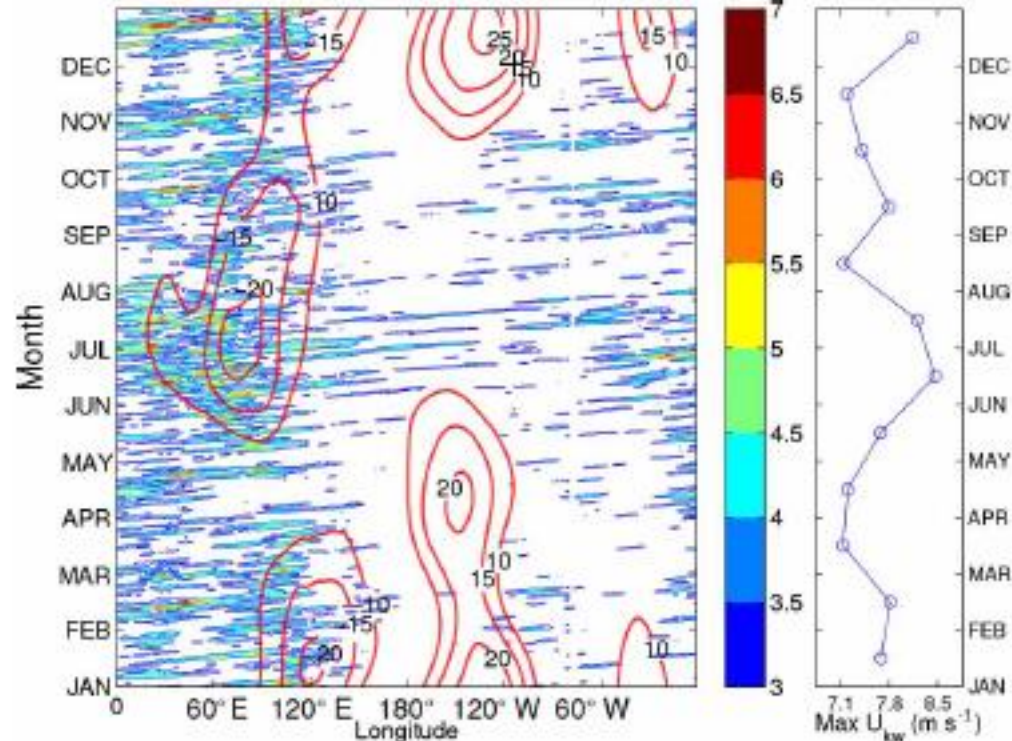 7
15 25 15
20
15
10 10
DEC 6.5 DEC
NOV NOV
6
OCT OCT
10
SEP -15 5.5 SEP
AUG -20 AUG
5
JUL JUL
JUN JUN
4.5
MAY MAY
20
APR 4 APR
10
MAR 15 MAR
-10 3.5
-15
FEB FEB
20 20 10
JAN 3 JAN
Month
0 60° E 120° E 180° 120° W 60° W
Longitude
7.1 7.8 8.5
Max U_kw (m s⁻¹)